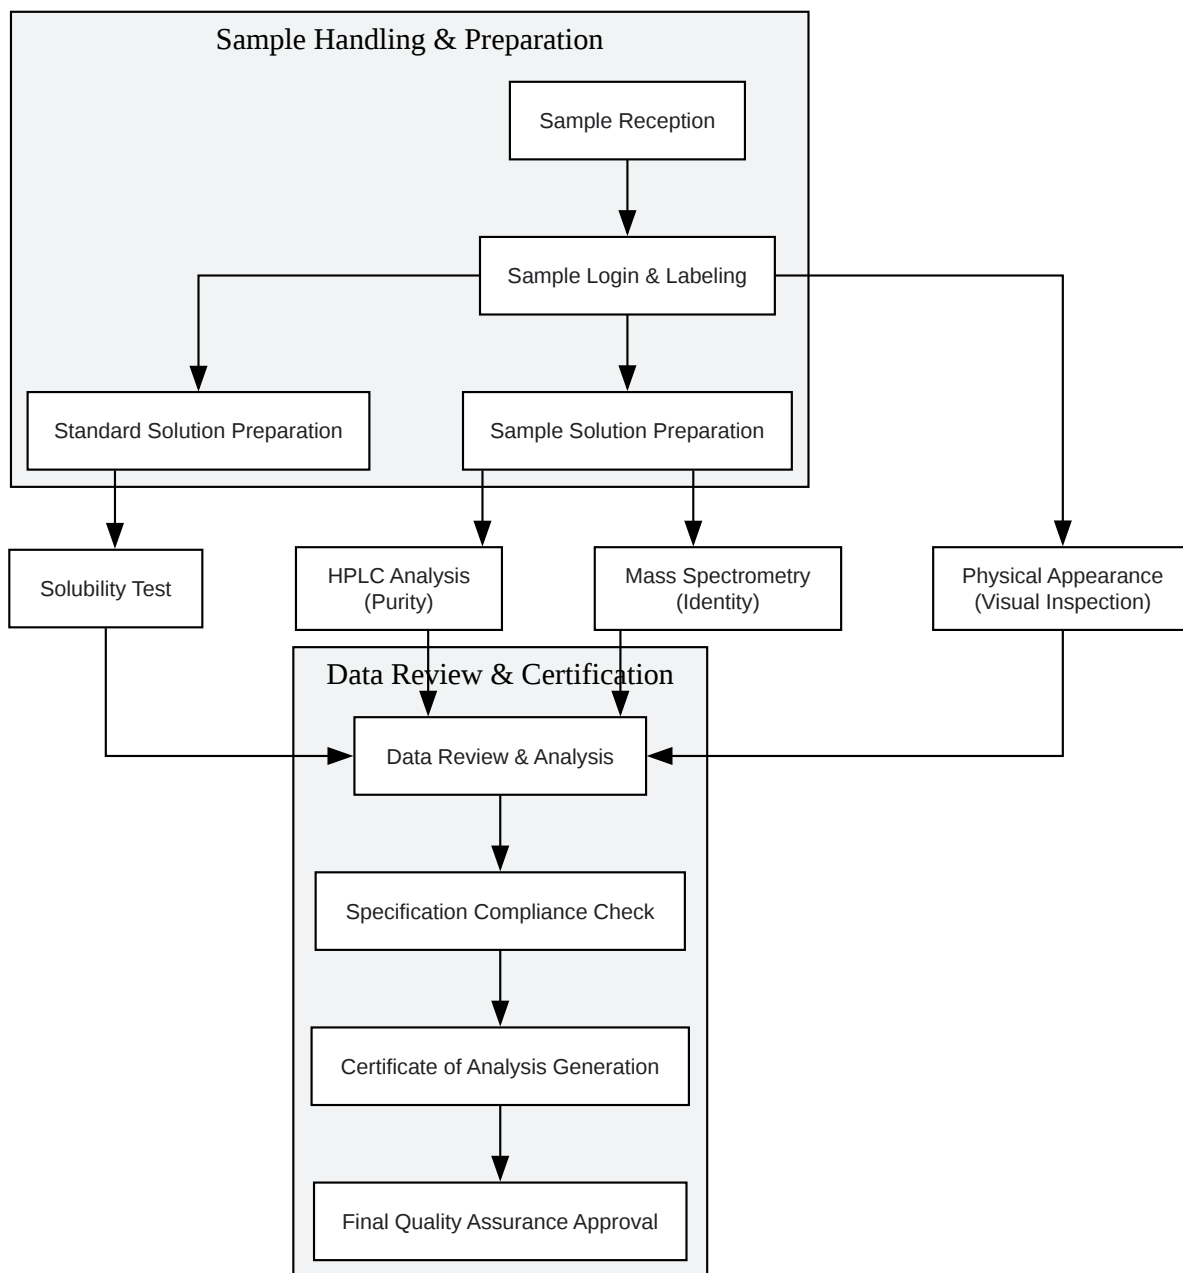 Sample Handling & Preparation
Sample Reception
Sample Login & Labeling
Standard Solution Preparation
Sample Solution Preparation
Solubility Test
HPLC Analysis
(Purity)
Mass Spectrometry
(Identity)
Physical Appearance
(Visual Inspection)
Data Review & Certification
Data Review & Analysis
Specification Compliance Check
Certificate of Analysis Generation
Final Quality Assurance Approval